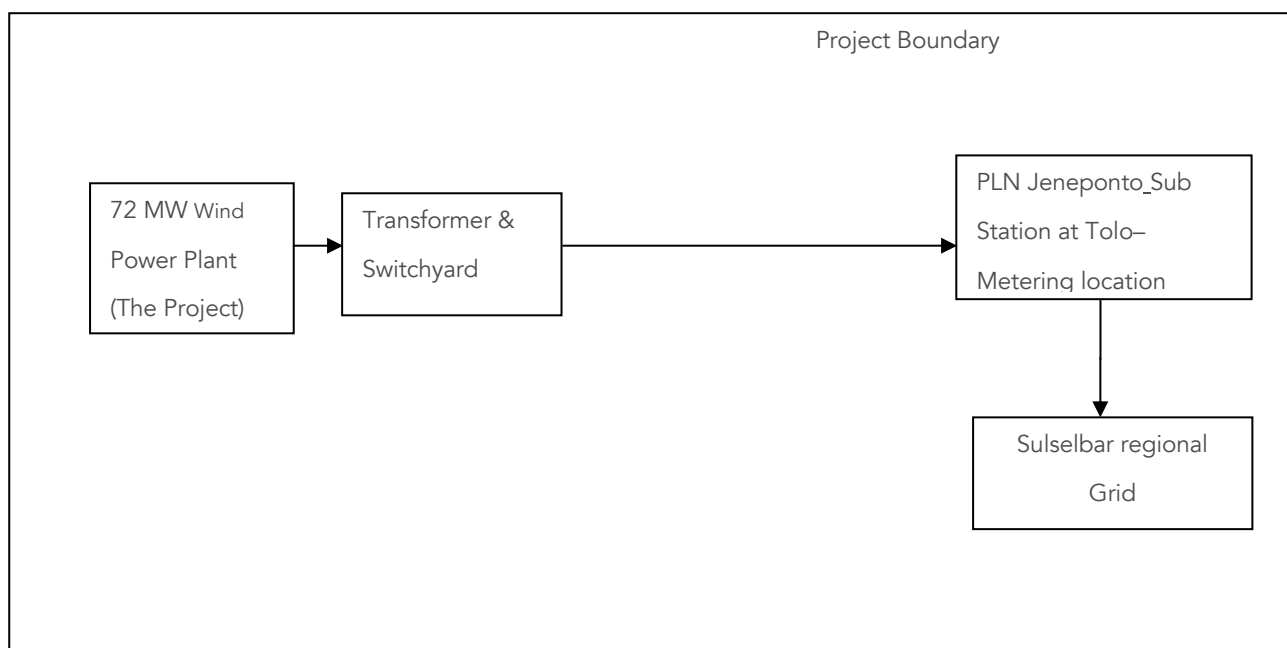 Project Boundary
72 MW Wind
Power Plant
(The Project)
Transformer &
Switchyard
PLN Jeneponto_Sub
Station at Tolo–
Metering location
Sulselbar regional
Grid